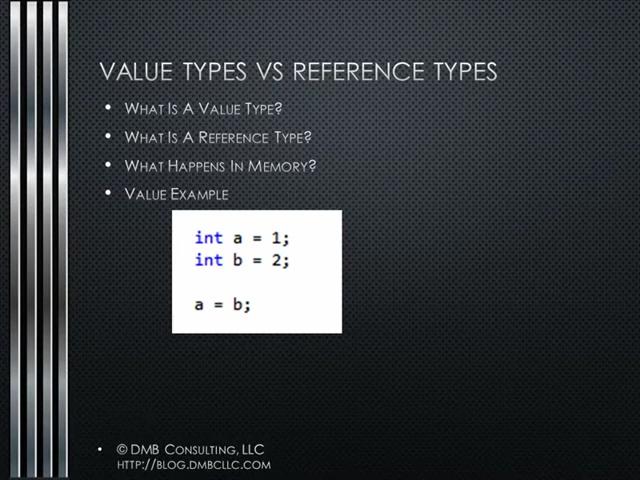 VALUE TYPES VS REFERENCE TYPES
• WHAT IS A VALUE TYPE?
• WHAT IS A REFERENCE TYPE?
• WHAT HAPPENS IN MEMORY?
• VALUE EXAMPLE
int a = 1;
int b = 2;
a = b;
• © DMB CONSULTING, LLC
HTTP://BLOG.DMBCLLC.COM